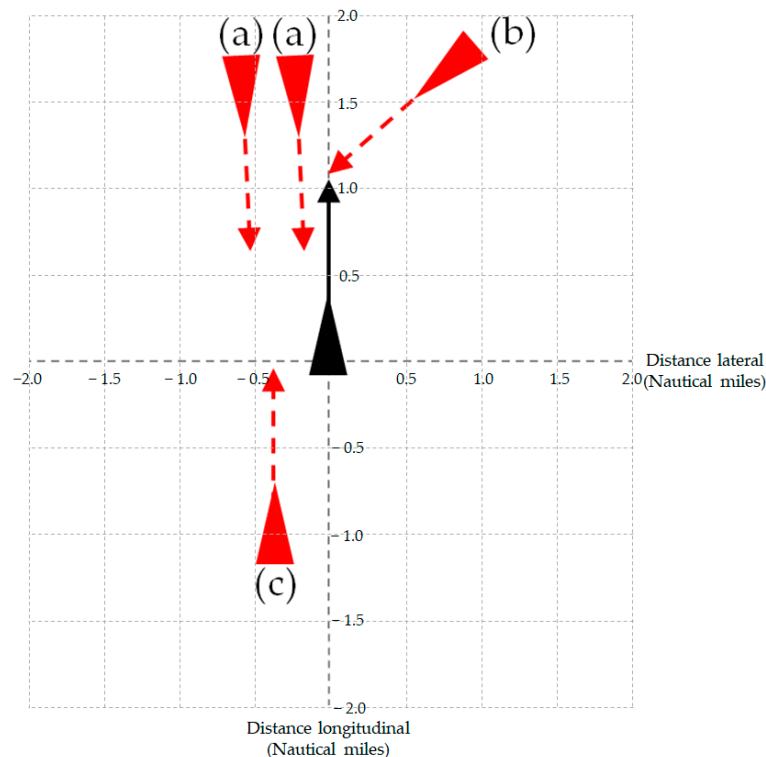 2.0
(a) (a) (b)
1.5
1.0
0.5
Distance lateral
(Nautical miles)
−2.0 −1.5 −1.0 −0.5 0.5 1.0 1.5 2.0
−0.5
−1.0
(c)
−1.5
−2.0
Distance longitudinal
(Nautical miles)